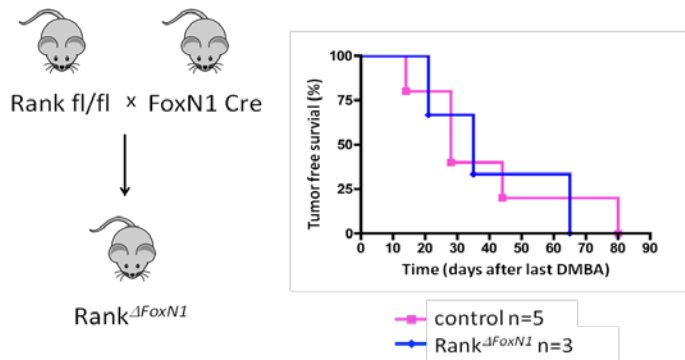 Rank fl/fl x FoxN1 Cre
Rank^ΔFoxN1
100
75
50
25
0
Tumor free survial (%)
0 10 20 30 40 50 60 70 80 90
Time (days after last DMBA)
control n=5
Rank^ΔFoxN1 n=3